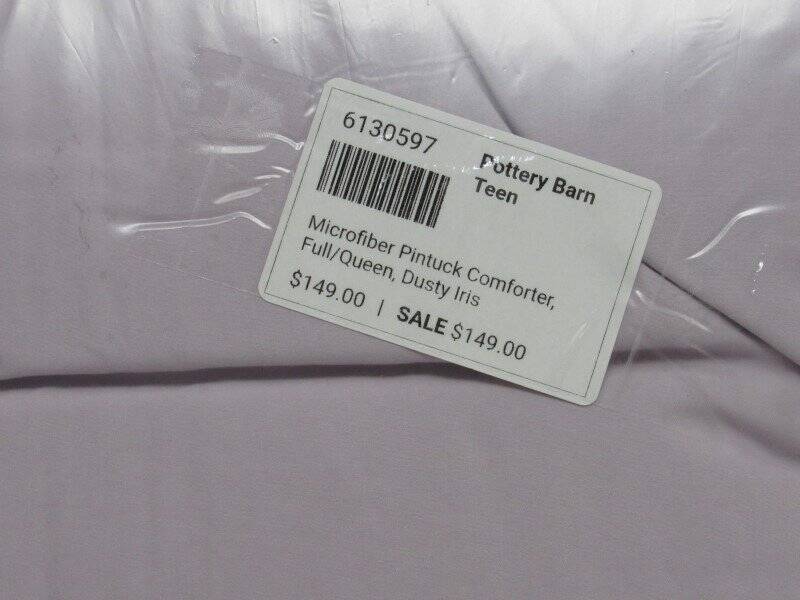 6130597
Pottery Barn
Teen
Microfiber Pintuck Comforter,
Full/Queen, Dusty Iris
$149.00 | SALE $149.00